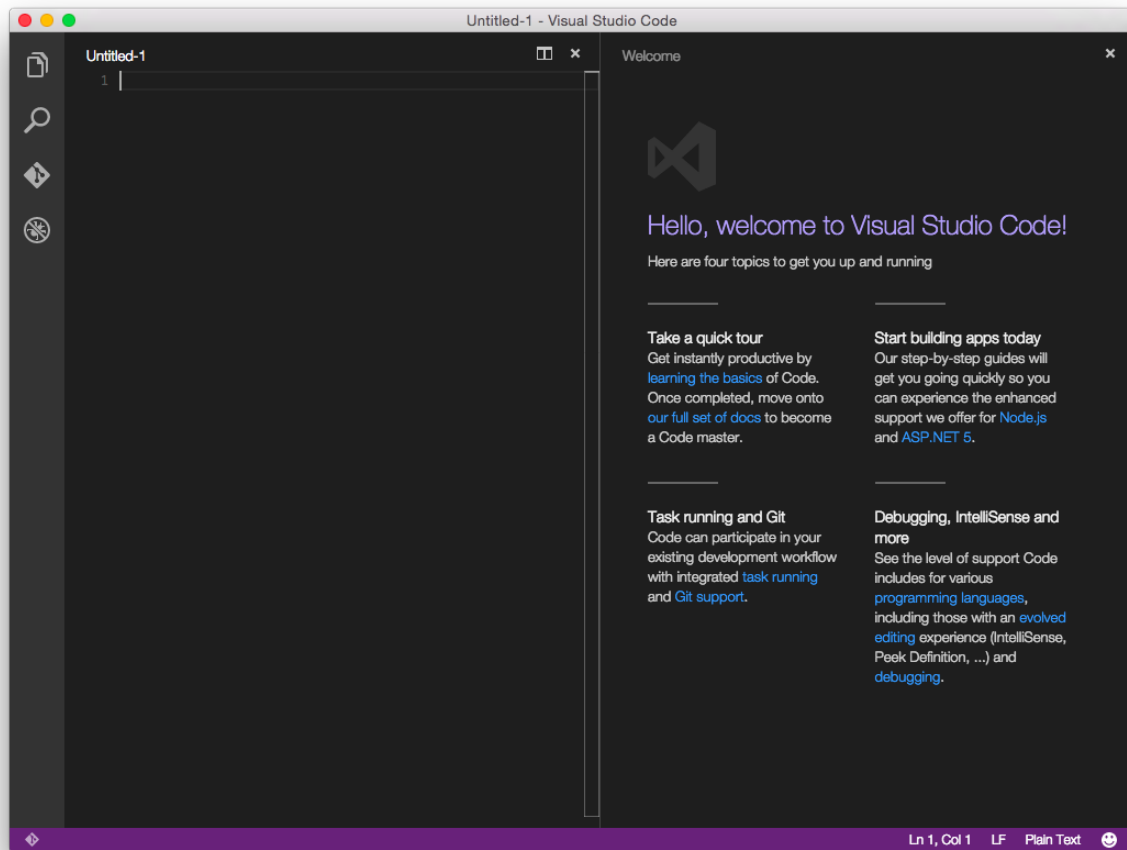 Untitled-1 - Visual Studio Code
Untitled-1
1
Welcome
Hello, welcome to Visual Studio Code!
Here are four topics to get you up and running
Take a quick tour
Get instantly productive by
learning the basics of Code.
Once completed, move onto
our full set of docs to become
a Code master.
Start building apps today
Our step-by-step guides will
get you going quickly so you
can experience the enhanced
support we offer for Node.js
and ASP.NET 5.
Task running and Git
Code can participate in your
existing development workflow
with integrated task running
and Git support.
Debugging, IntelliSense and
more
See the level of support Code
includes for various
programming languages,
including those with an evolved
editing experience (IntelliSense,
Peek Definition, ...) and
debugging.
Ln 1, Col 1 LF Plain Text